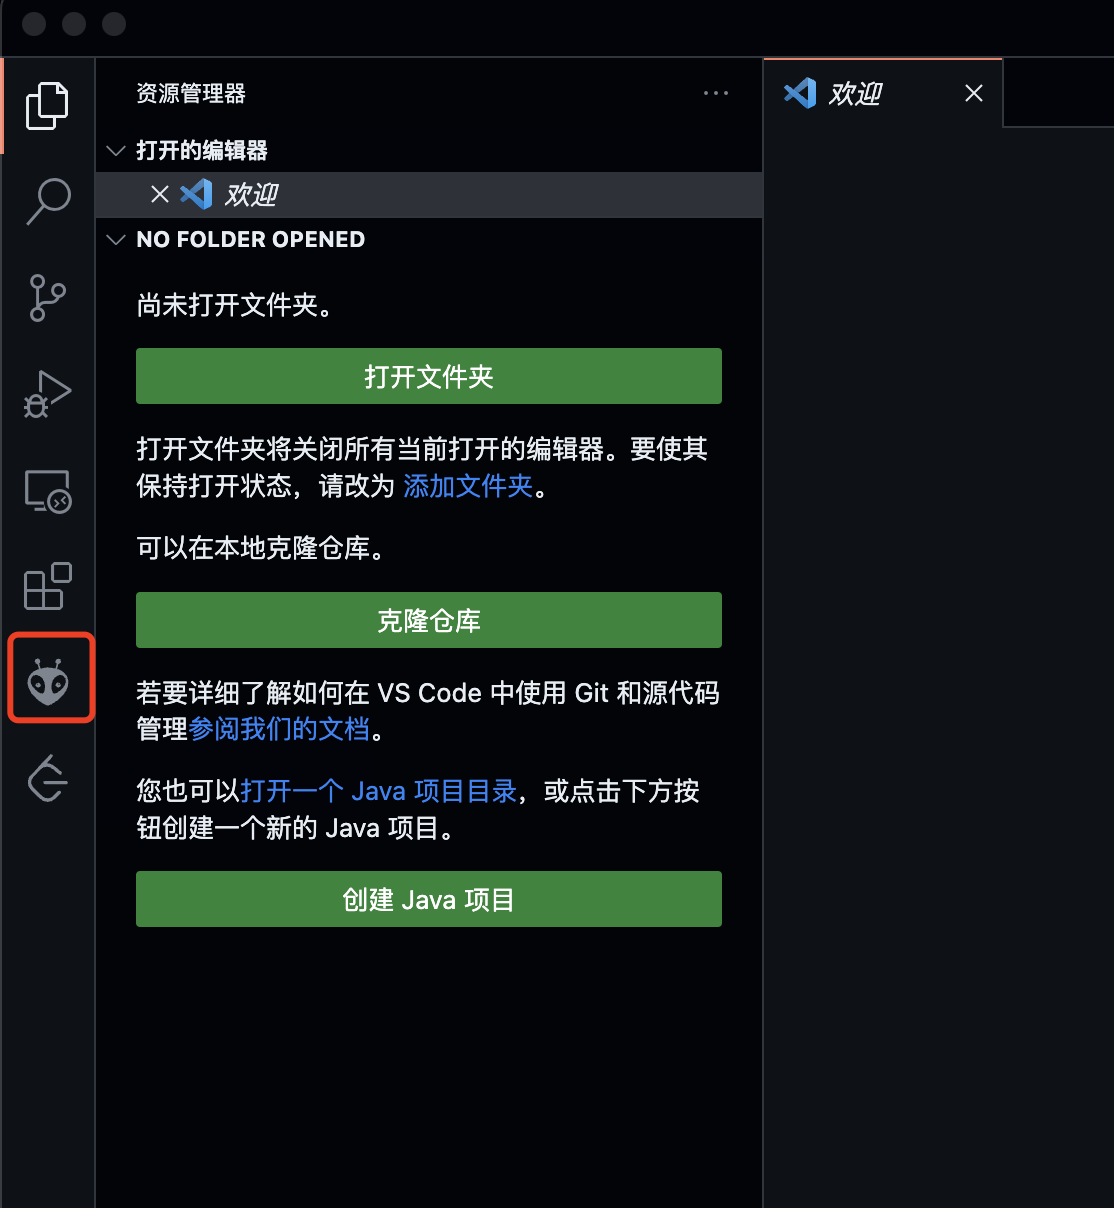 资源管理器
欢迎
打开的编辑器
欢迎
NO FOLDER OPENED
尚未打开文件夹。
打开文件夹
打开文件夹将关闭所有当前打开的编辑器。要使其
保持打开状态，请改为 添加文件夹。
可以在本地克隆仓库。
克隆仓库
若要详细了解如何在 VS Code 中使用 Git 和源代码
管理参阅我们的文档。
您也可以打开一个 Java 项目目录，或点击下方按
钮创建一个新的 Java 项目。
创建 Java 项目